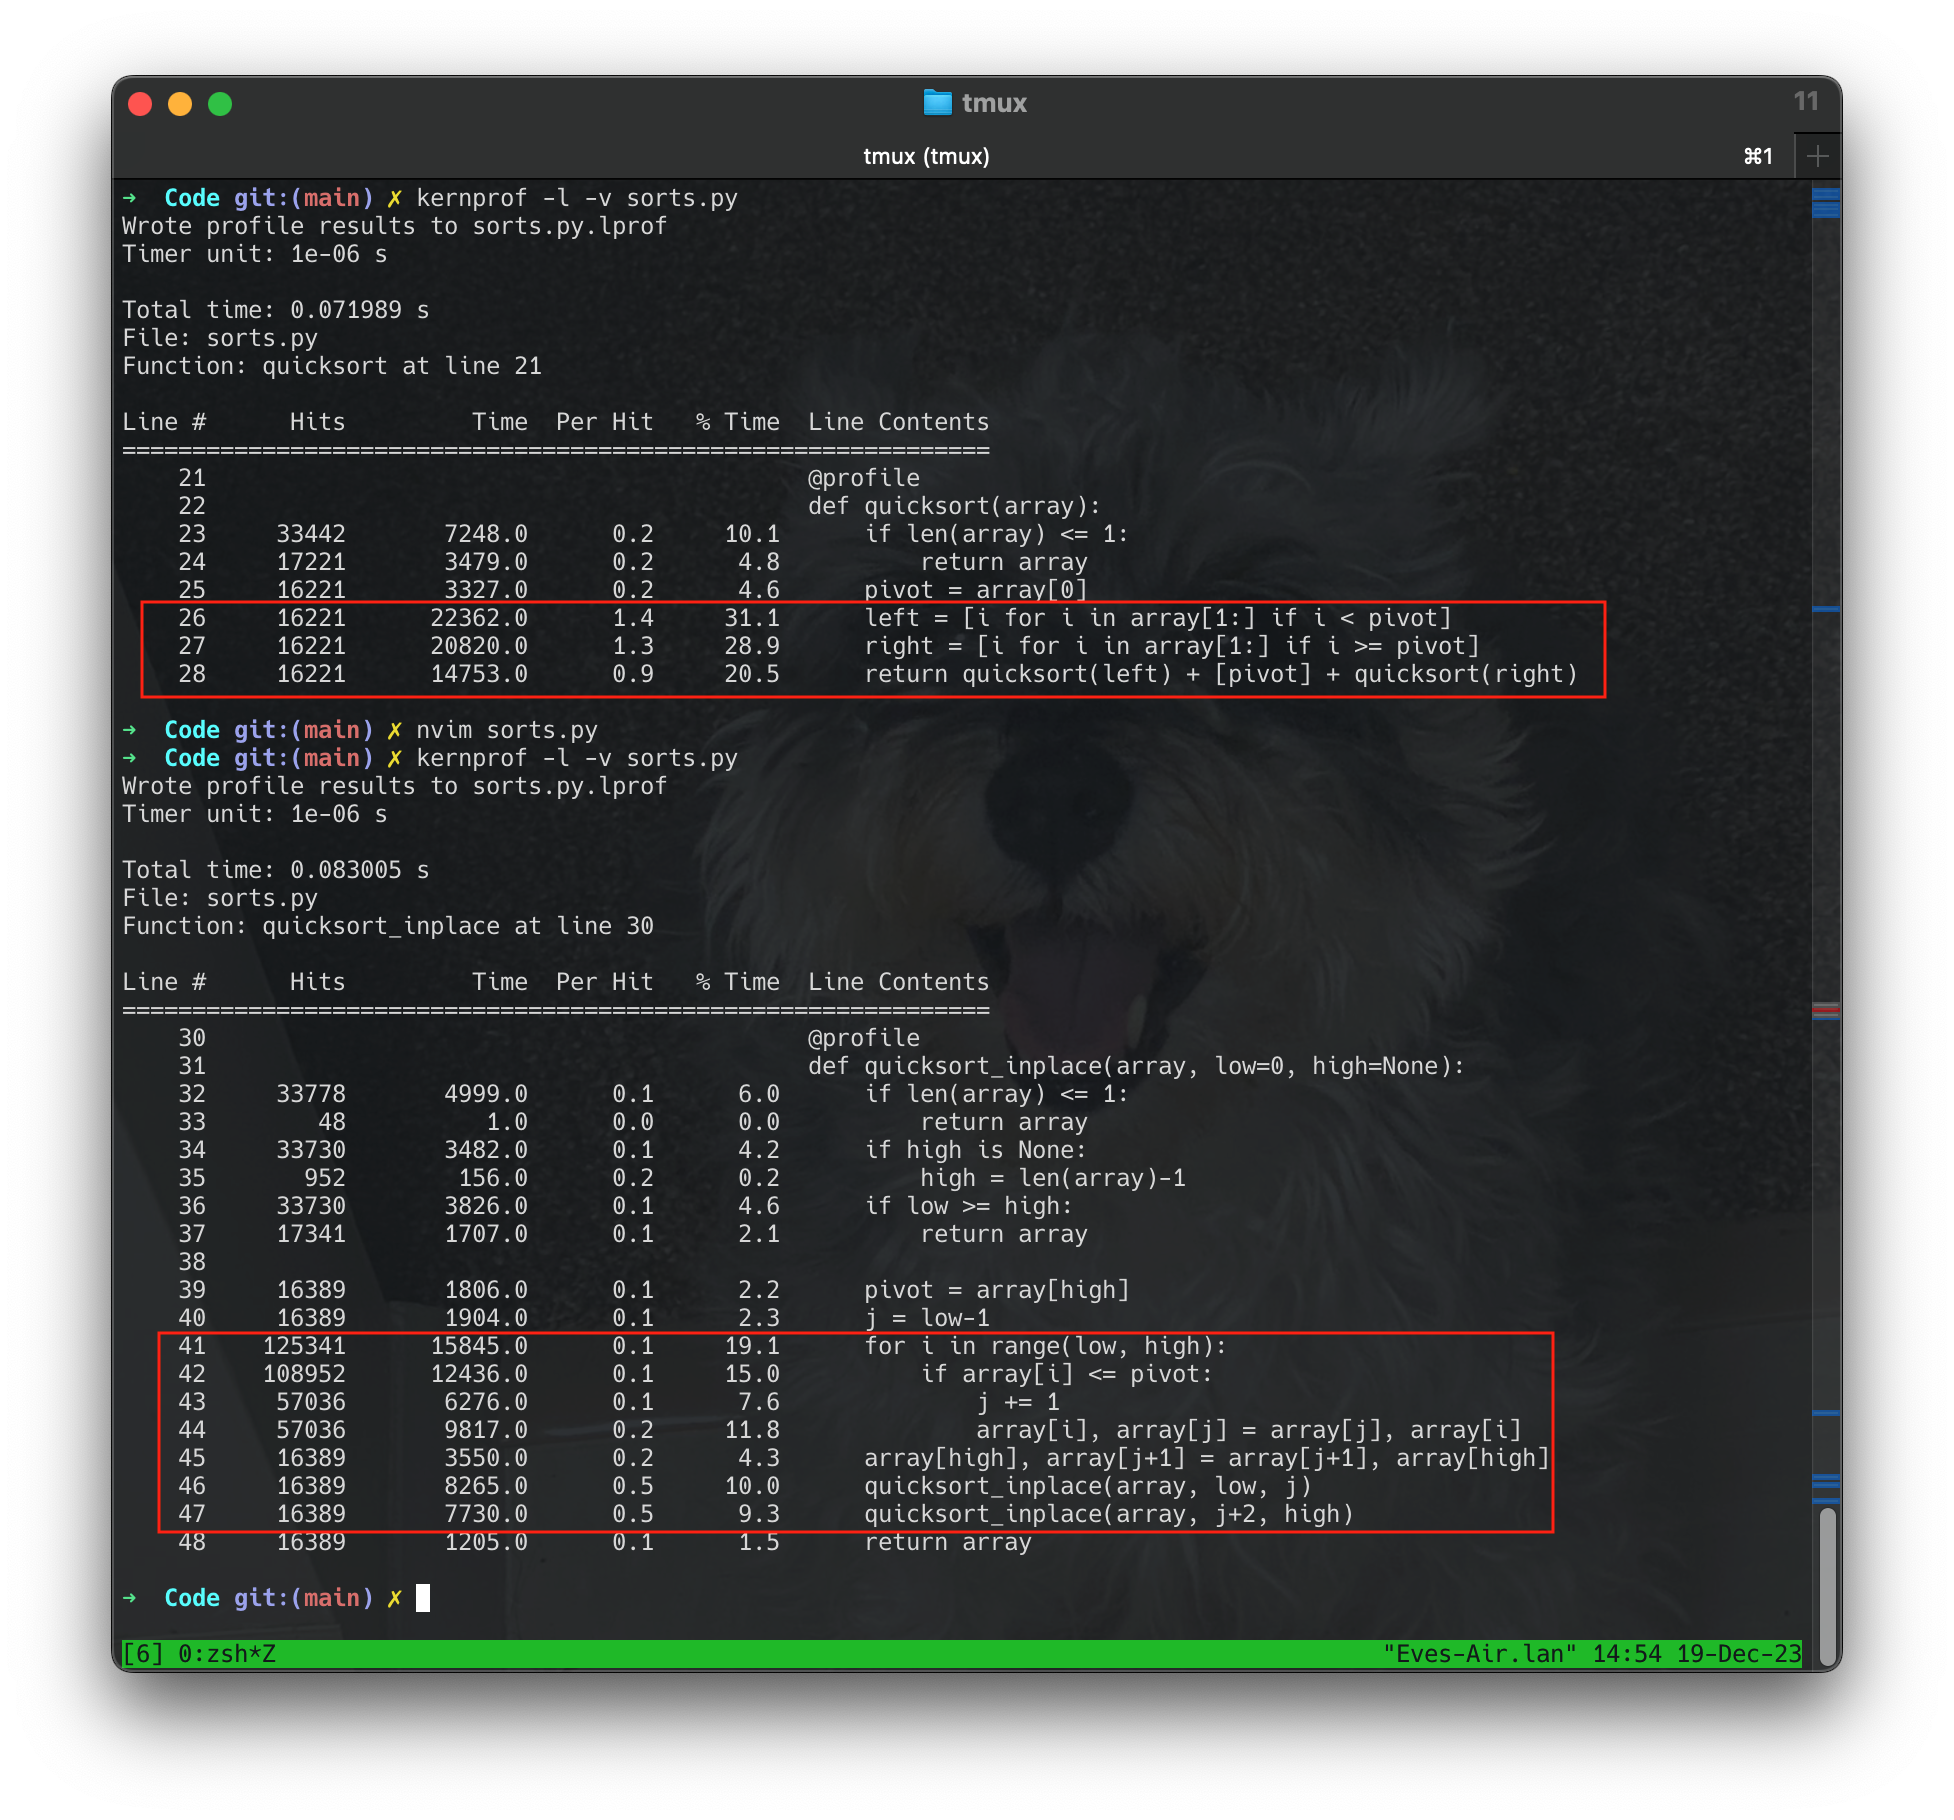 tmux
11
tmux (tmux)
⌘1
➜  Code git:(main) ✗ kernprof -l -v sorts.py
Wrote profile results to sorts.py.lprof
Timer unit: 1e-06 s
Total time: 0.071989 s
File: sorts.py
Function: quicksort at line 21
Line #      Hits         Time  Per Hit   % Time  Line Contents
==============================================================
    21                                           @profile
    22                                           def quicksort(array):
    23     33442       7248.0      0.2     10.1      if len(array) <= 1:
    24     17221       3479.0      0.2      4.8          return array
    25     16221       3327.0      0.2      4.6      pivot = array[0]
    26     16221      22362.0      1.4     31.1      left = [i for i in array[1:] if i < pivot]
    27     16221      20820.0      1.3     28.9      right = [i for i in array[1:] if i >= pivot]
    28     16221      14753.0      0.9     20.5      return quicksort(left) + [pivot] + quicksort(right)
➜  Code git:(main) ✗ nvim sorts.py
➜  Code git:(main) ✗ kernprof -l -v sorts.py
Wrote profile results to sorts.py.lprof
Timer unit: 1e-06 s
Total time: 0.083005 s
File: sorts.py
Function: quicksort_inplace at line 30
Line #      Hits         Time  Per Hit   % Time  Line Contents
==============================================================
    30                                           @profile
    31                                           def quicksort_inplace(array, low=0, high=None):
    32     33778       4999.0      0.1      6.0      if len(array) <= 1:
    33        48          1.0      0.0      0.0          return array
    34     33730       3482.0      0.1      4.2      if high is None:
    35       952        156.0      0.2      0.2          high = len(array)-1
    36     33730       3826.0      0.1      4.6      if low >= high:
    37     17341       1707.0      0.1      2.1          return array
    38
    39     16389       1806.0      0.1      2.2      pivot = array[high]
    40     16389       1904.0      0.1      2.3      j = low-1
    41    125341      15845.0      0.1     19.1      for i in range(low, high):
    42    108952      12436.0      0.1     15.0          if array[i] <= pivot:
    43     57036       6276.0      0.1      7.6              j += 1
    44     57036       9817.0      0.2     11.8              array[i], array[j] = array[j], array[i]
    45     16389       3550.0      0.2      4.3      array[high], array[j+1] = array[j+1], array[high]
    46     16389       8265.0      0.5     10.0      quicksort_inplace(array, low, j)
    47     16389       7730.0      0.5      9.3      quicksort_inplace(array, j+2, high)
    48     16389       1205.0      0.1      1.5      return array
➜  Code git:(main) ✗
[6] 0:zsh*Z "Eves-Air.lan" 14:54 19-Dec-23